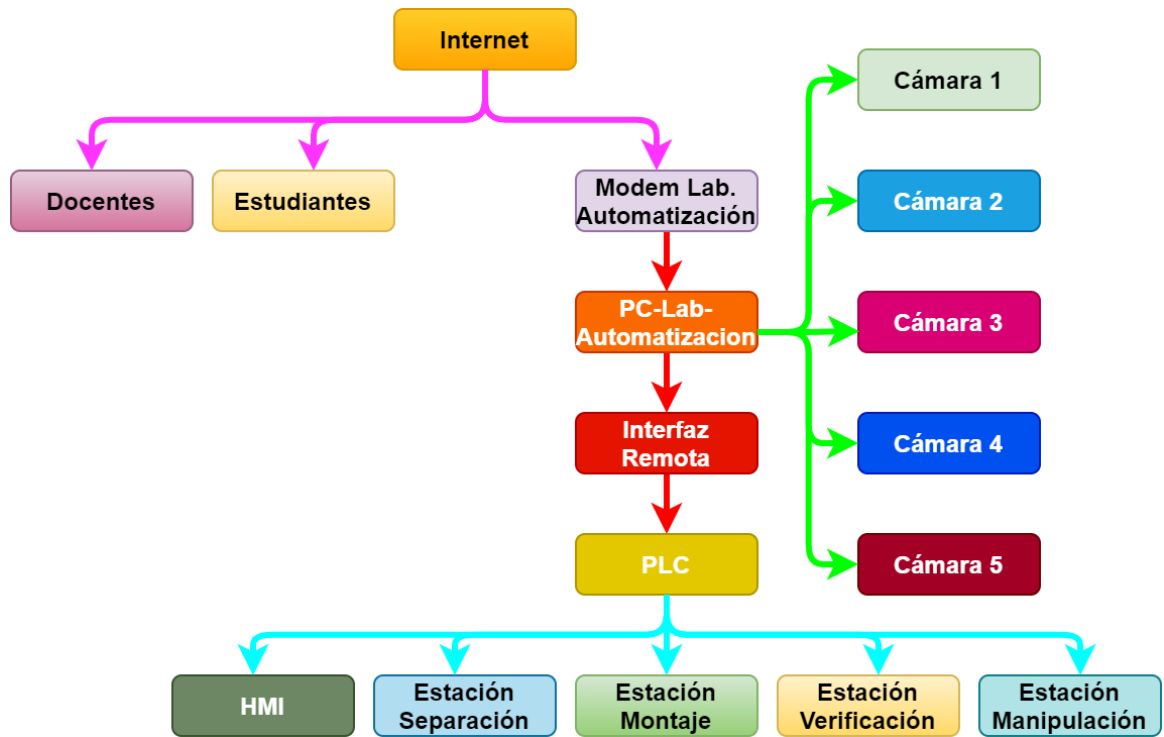 Internet
Cámara 1
Docentes
Estudiantes
Modem Lab.
Automatización
Cámara 2
PC-Lab-
Automatizacion
Cámara 3
Interfaz
Remota
Cámara 4
PLC
Cámara 5
HMI
Estación
Separación
Estación
Montaje
Estación
Verificación
Estación
Manipulación